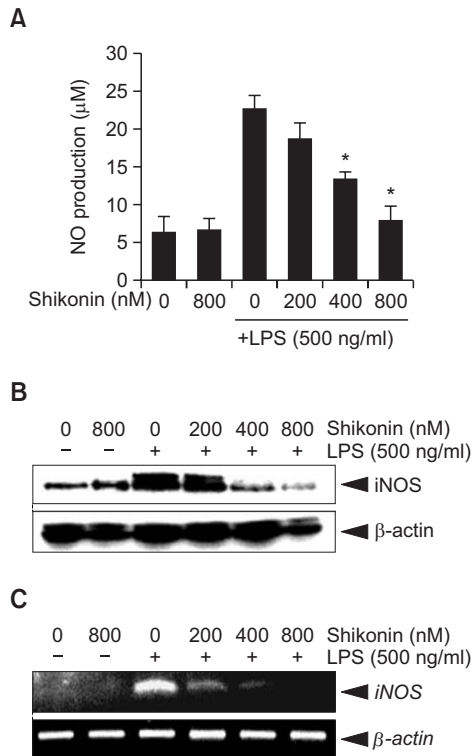 A
NO production (μM)
30
25
20
15
10
5
0
* *
Shikonin (nM) 0 800 0 200 400 800
+LPS (500 ng/ml)
B
0 800 0 200 400 800 Shikonin (nM)
− − + + + + LPS (500 ng/ml)
iNOS
β-actin
C
0 800 0 200 400 800 Shikonin (nM)
− − + + + + LPS (500 ng/ml)
iNOS
β-actin